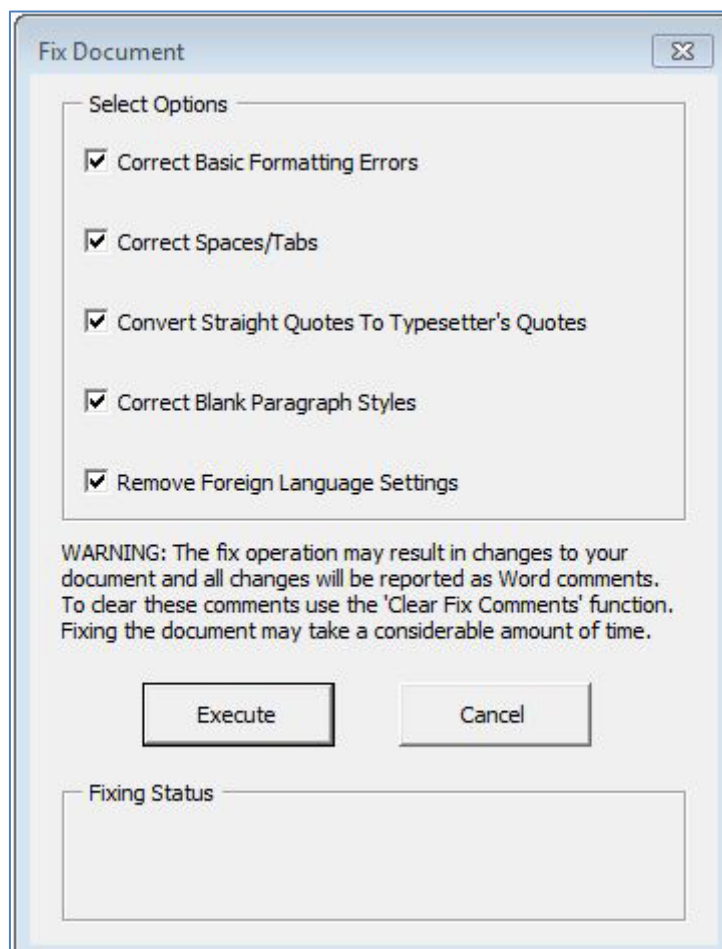 Fix Document
Select Options
Correct Basic Formatting Errors
Correct Spaces/Tabs
Convert Straight Quotes To Typesetter's Quotes
Correct Blank Paragraph Styles
Remove Foreign Language Settings
WARNING: The fix operation may result in changes to your
document and all changes will be reported as Word comments.
To clear these comments use the 'Clear Fix Comments' function.
Fixing the document may take a considerable amount of time.
Execute
Cancel
Fixing Status